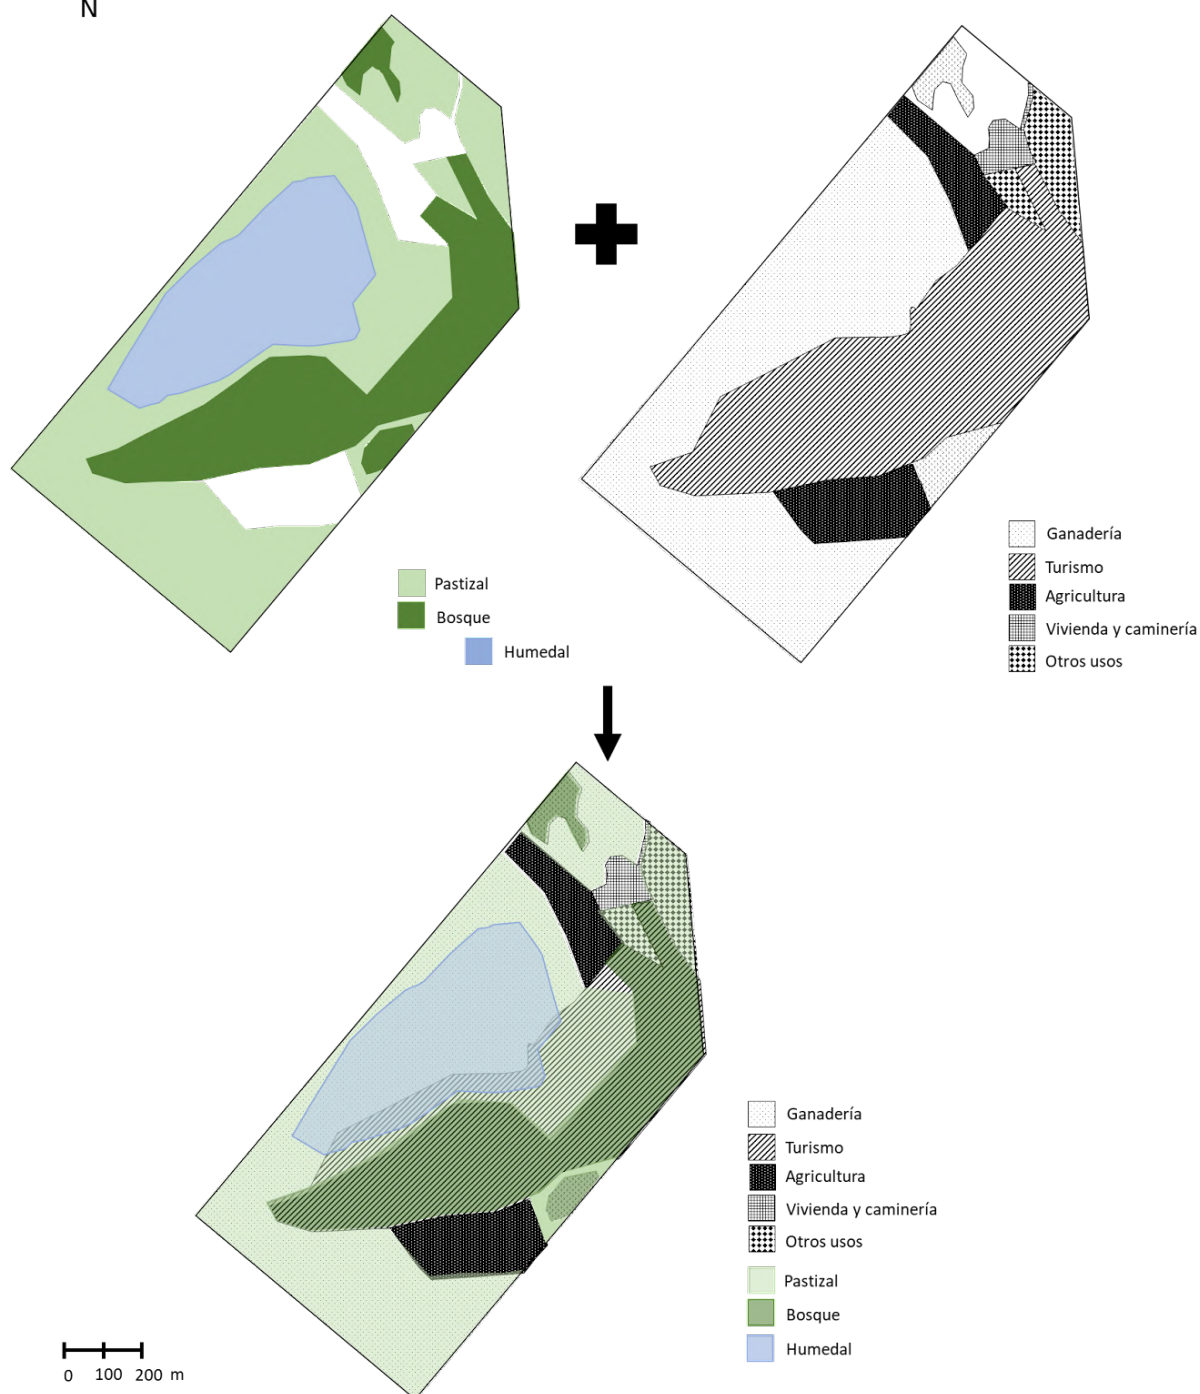 N
Pastizal
Bosque
Humedal
Ganadería
Turismo
Agricultura
Vivienda y caminería
Otros usos
Ganadería
Turismo
Agricultura
Vivienda y caminería
Otros usos
Pastizal
Bosque
Humedal
0 100 200 m